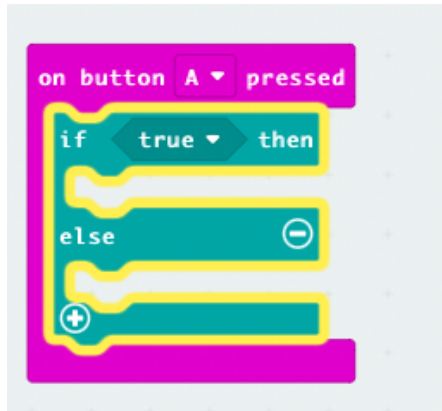 on button A pressed
if true then
else